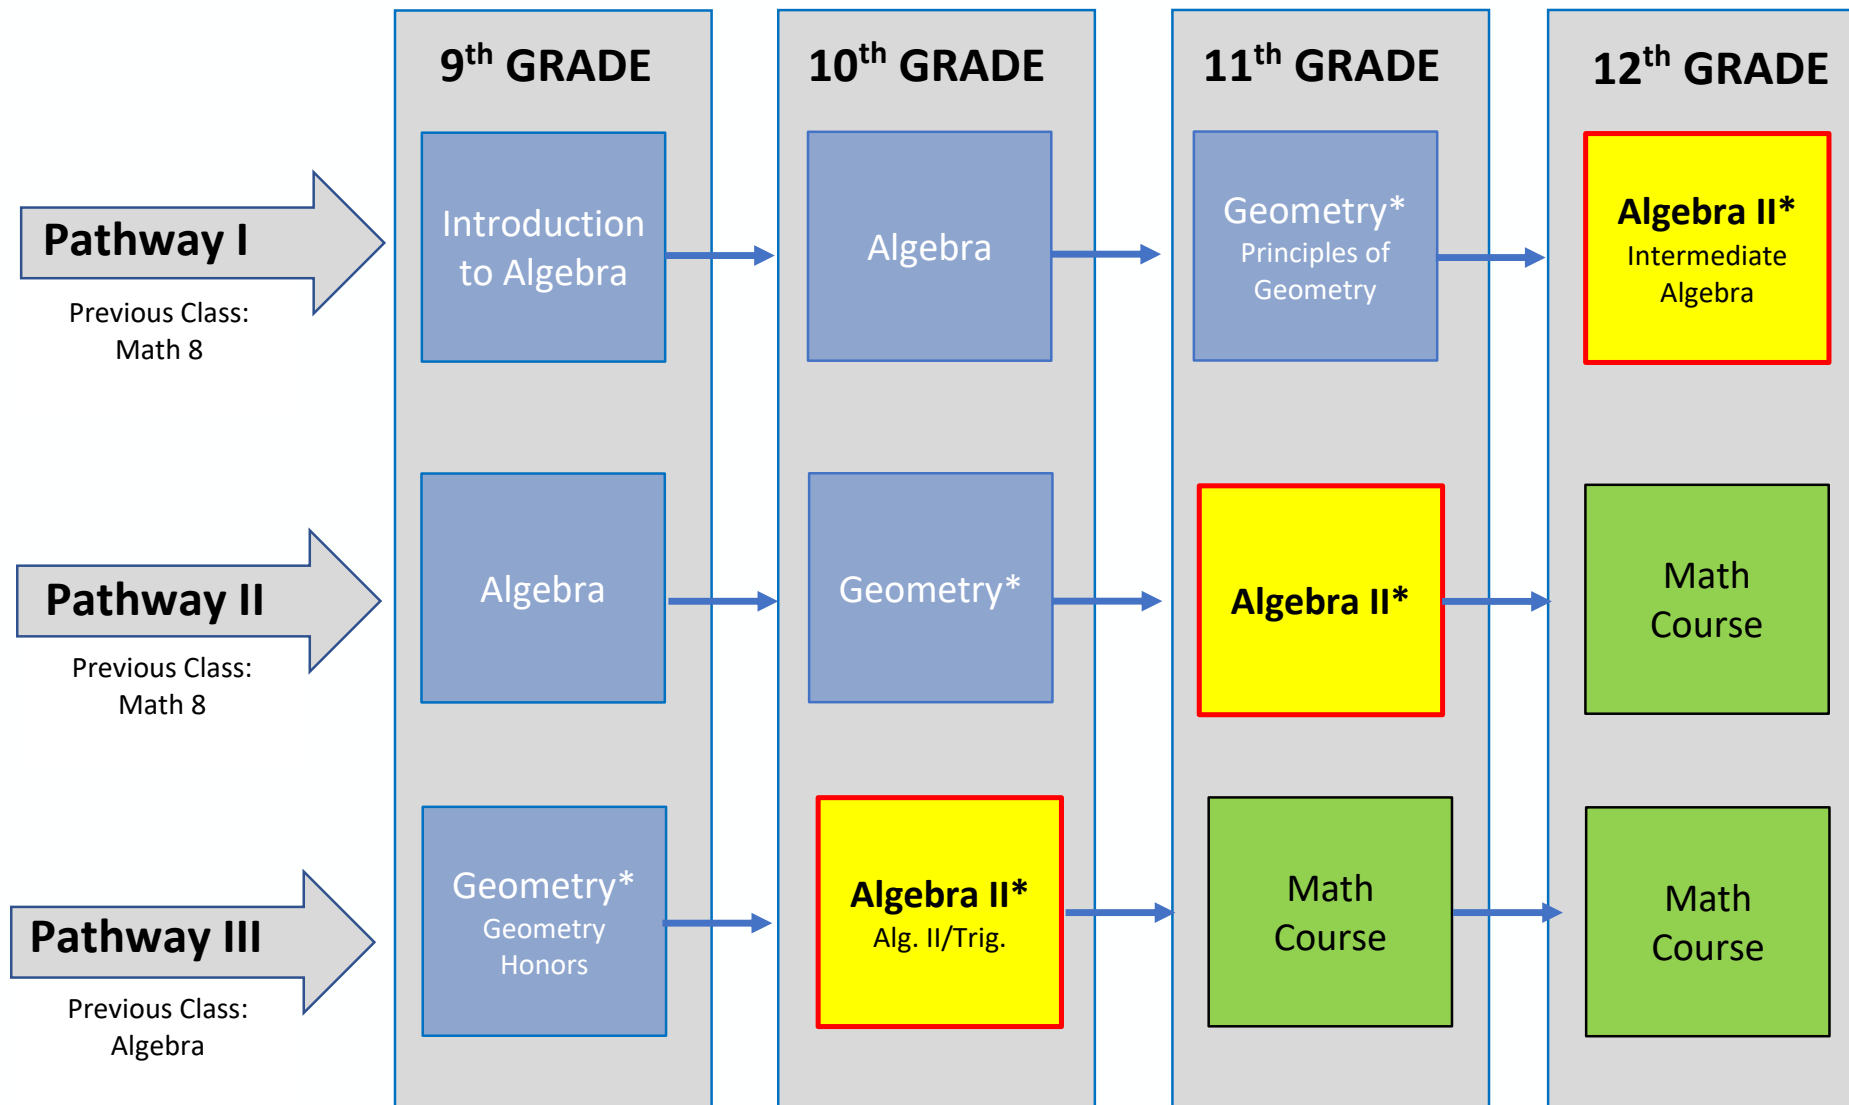 9th GRADE
10th GRADE
11th GRADE
12th GRADE
Pathway I
Previous Class:
Math 8
Introduction
to Algebra
Algebra
Geometry*
Principles of
Geometry
Algebra II*
Intermediate
Algebra
Pathway II
Previous Class:
Math 8
Algebra
Geometry*
Algebra II*
Math
Course
Pathway III
Previous Class:
Algebra
Geometry*
Geometry
Honors
Algebra II*
Alg. II/Trig.
Math
Course
Math
Course